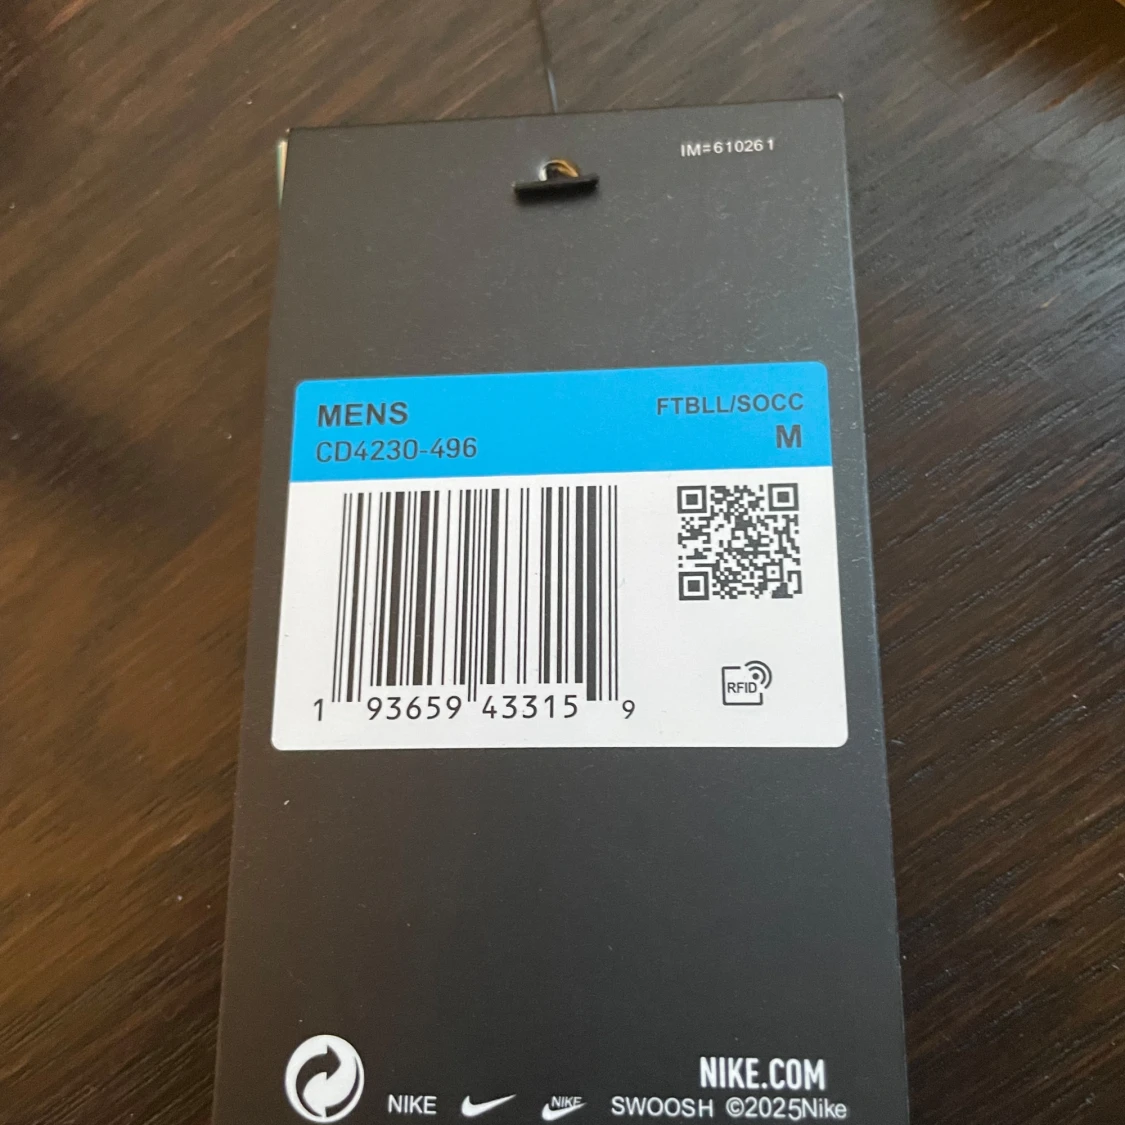 IM=610261
MENS FTBLL/SOCC
CD4230-496 M
RFID
1 93659 43315 9
NIKE.COM
NIKE NIKE SWOOSH ©2025Nike